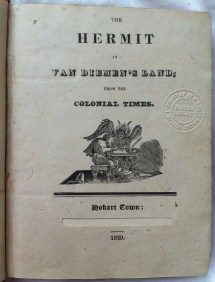 THE
HERMIT
IN
VAN DIEMEN'S LAND;
FROM THE
COLONIAL TIMES.
Hobart Town:
1829.